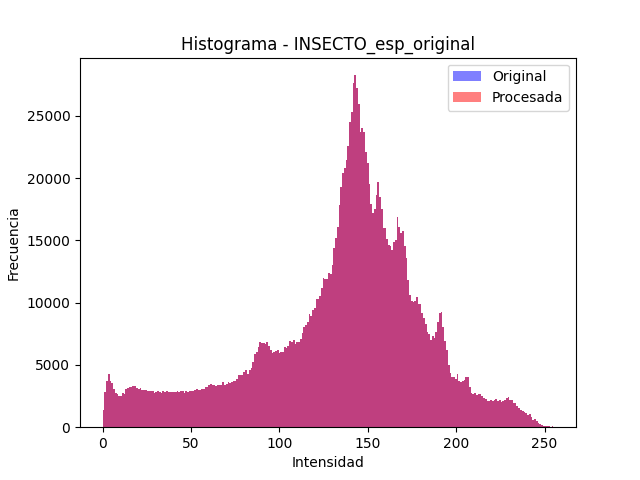 Histograma - INSECTO_esp_original
Original
Procesada
Frecuencia
25000
20000
15000
10000
5000
0
0 50 100 150 200 250
Intensidad